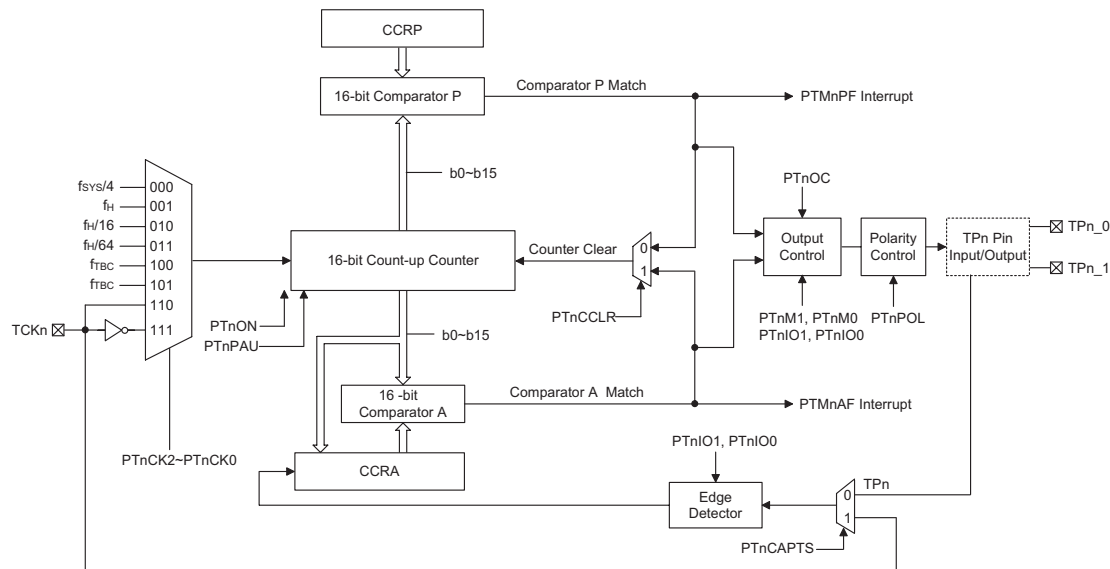 CCRP
16-bit Comparator P
Comparator P Match
PTMnPF Interrupt
b0~b15
fSYS/4
000
fH
001
fH/16
010
fH/64
011
fTBC
100
fTBC
101
110
111
TCKn
PTnCK2~PTnCK0
16-bit Count-up Counter
PTnON
PTnPAU
Counter Clear
0
1
PTnCCLR
PTnOC
Output
Control
PTnM1, PTnM0
PTnIO1, PTnIO0
Polarity
Control
PTnPOL
TPn Pin
Input/Output
TPn_0
TPn_1
b0~b15
16 -bit
Comparator A
Comparator A Match
PTMnAF Interrupt
CCRA
PTnIO1, PTnIO0
Edge
Detector
0
1
TPn
PTnCAPTS